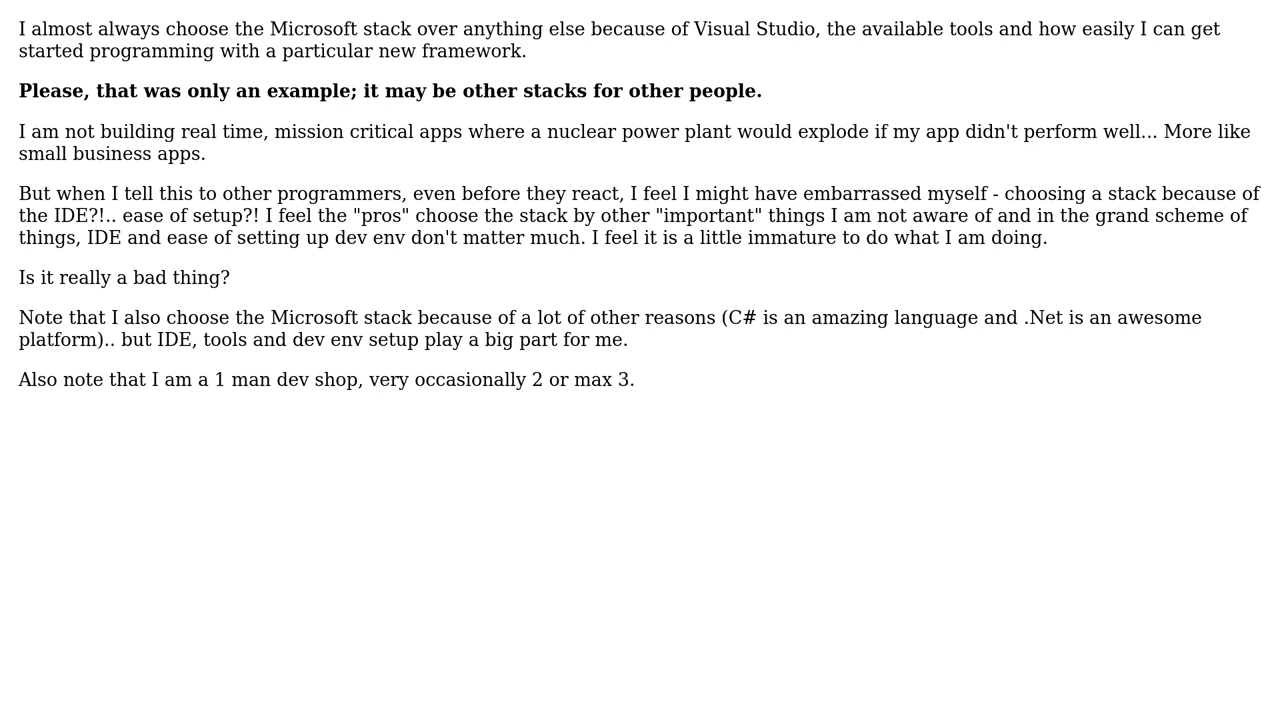 I almost always choose the Microsoft stack over anything else because of Visual Studio, the available tools and how easily I can get
started programming with a particular new framework.
Please, that was only an example; it may be other stacks for other people.
I am not building real time, mission critical apps where a nuclear power plant would explode if my app didn't perform well... More like
small business apps.
But when I tell this to other programmers, even before they react, I feel I might have embarrassed myself - choosing a stack because of
the IDE?!.. ease of setup?! I feel the "pros" choose the stack by other "important" things I am not aware of and in the grand scheme of
things, IDE and ease of setting up dev env don't matter much. I feel it is a little immature to do what I am doing.
Is it really a bad thing?
Note that I also choose the Microsoft stack because of a lot of other reasons (C# is an amazing language and .Net is an awesome
platform).. but IDE, tools and dev env setup play a big part for me.
Also note that I am a 1 man dev shop, very occasionally 2 or max 3.